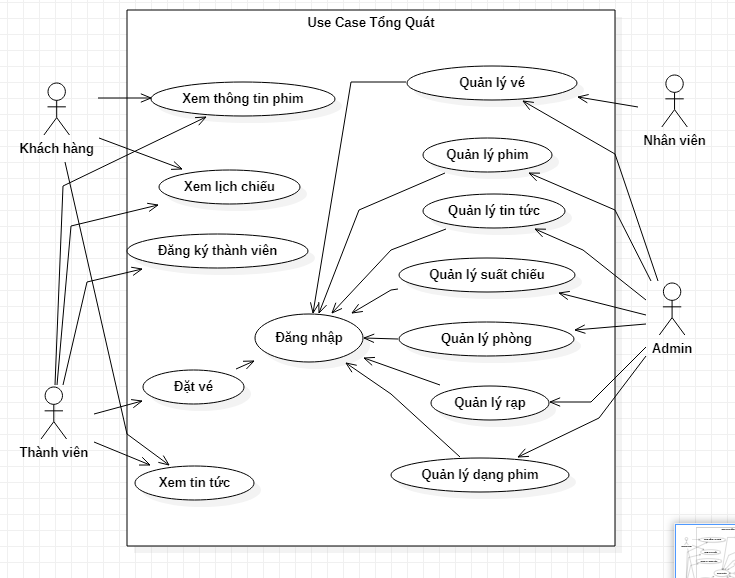 Use Case Tổng Quát
Quản lý vé
Xem thông tin phim
Khách hàng
Nhân viên
Quản lý phim
Xem lịch chiếu
Quản lý tin tức
Đăng ký thành viên
Quản lý suất chiếu
Đăng nhập
Quản lý phòng
Admin
Đặt vé
Quản lý rạp
Thành viên
Xem tin tức
Quản lý dạng phim